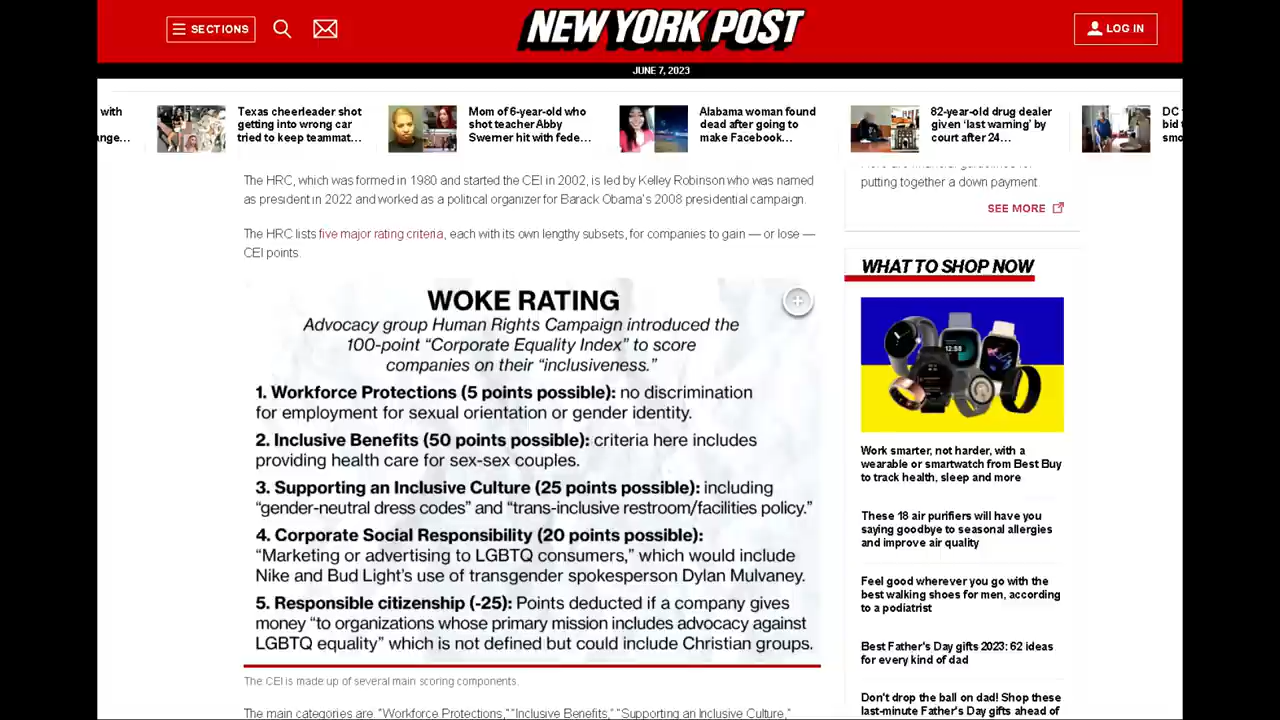 SECTIONS
NEW YORK POST
LOG IN
JUNE 7, 2023
with
ange...
Texas cheerleader shot
getting into wrong car
tried to keep teammat...
Mom of 6-year-old who
shot teacher Abby
Swerner hit with fede...
Alabama woman found
dead after going to
make Facebook...
82-year-old drug dealer
given ‘last warning’ by
court after 24...
DC
bid t
smo
The HRC, which was formed in 1980 and started the CEI in 2002, is led by Kelley Robinson who was named
as president in 2022 and worked as a political organizer for Barack Obama's 2008 presidential campaign.
The HRC lists five major rating criteria, each with its own lengthy subsets, for companies to gain — or lose —
CEI points.
WOKE RATING
Advocacy group Human Rights Campaign introduced the
100-point “Corporate Equality Index” to score
companies on their “inclusiveness.”
1. Workforce Protections (5 points possible): no discrimination
for employment for sexual orientation or gender identity.
2. Inclusive Benefits (50 points possible): criteria here includes
providing health care for sex-sex couples.
3. Supporting an Inclusive Culture (25 points possible): including
“gender-neutral dress codes” and “trans-inclusive restroom/facilities policy.”
4. Corporate Social Responsibility (20 points possible):
“Marketing or advertising to LGBTQ consumers,” which would include
Nike and Bud Light’s use of transgender spokesperson Dylan Mulvaney.
5. Responsible citizenship (-25): Points deducted if a company gives
money “to organizations whose primary mission includes advocacy against
LGBTQ equality” which is not defined but could include Christian groups.
The CEI is made up of several main scoring components.
The main categories are: "Workforce Protections," "Inclusive Benefits," "Supporting an Inclusive Culture,"
putting together a down payment.
SEE MORE
WHAT TO SHOP NOW
Work smarter, not harder, with a
wearable or smartwatch from Best Buy
to track health, sleep and more
These 18 air purifiers will have you
saying goodbye to seasonal allergies
and improve air quality
Feel good wherever you go with the
best walking shoes for men, according
to a podiatrist
Best Father's Day gifts 2023: 62 ideas
for every kind of dad
Don't drop the ball on dad! Shop these
last-minute Father's Day gifts ahead of